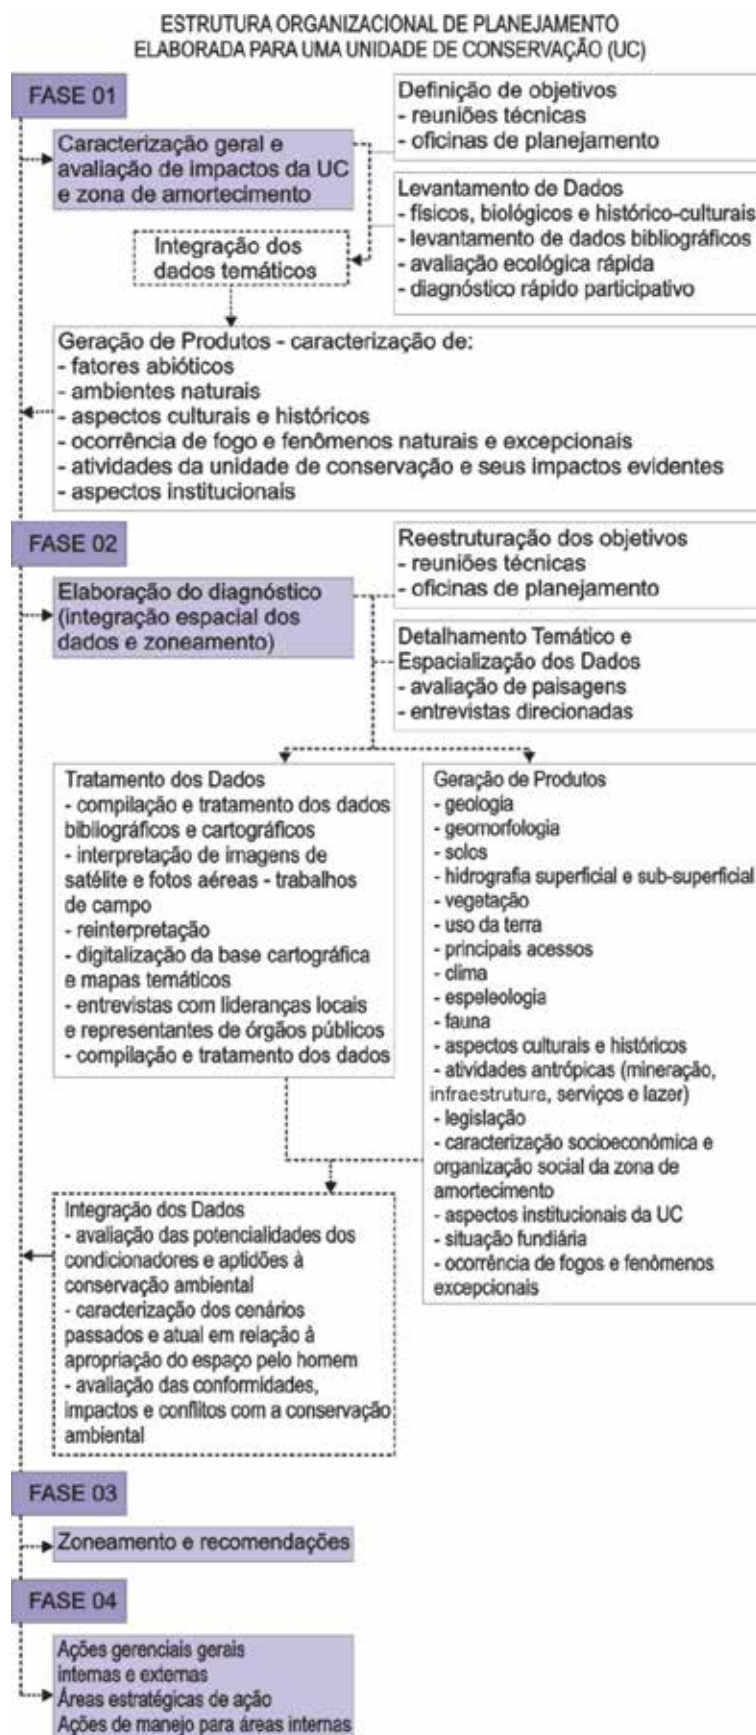 ESTRUTURA ORGANIZACIONAL DE PLANEJAMENTO
ELABORADA PARA UMA UNIDADE DE CONSERVAÇÃO (UC)
FASE 01
Caracterização geral e
avaliação de impactos da UC
e zona de amortecimento
Definição de objetivos
- reuniões técnicas
- oficinas de planejamento
Levantamento de Dados
- físicos, biológicos e histórico-culturais
- levantamento de dados bibliográficos
- avaliação ecológica rápida
- diagnóstico rápido participativo
Integração dos
dados temáticos
Geração de Produtos - caracterização de:
- fatores abióticos
- ambientes naturais
- aspectos culturais e históricos
- ocorrência de fogo e fenômenos naturais e excepcionais
- atividades da unidade de conservação e seus impactos evidentes
- aspectos institucionais
FASE 02
Elaboração do diagnóstico
(integração espacial dos
dados e zoneamento)
Reestruturação dos objetivos
- reuniões técnicas
- oficinas de planejamento
Detalhamento Temático e
Espacialização dos Dados
- avaliação de paisagens
- entrevistas direcionadas
Tratamento dos Dados
- compilação e tratamento dos dados
bibliográficos e cartográficos
- interpretação de imagens de
satélite e fotos aéreas - trabalhos
de campo
- reinterpretação
- digitalização da base cartográfica
e mapas temáticos
- entrevistas com lideranças locais
e representantes de órgãos públicos
- compilação e tratamento dos dados
Geração de Produtos
- geologia
- geomorfologia
- solos
- hidrografia superficial e sub-superficial
- vegetação
- uso da terra
- principais acessos
- clima
- espeleologia
- fauna
- aspectos culturais e históricos
- atividades antrópicas (mineração,
infraestrutura, serviços e lazer)
- legislação
- caracterização socioeconômica e
organização social da zona de
amortecimento
- aspectos institucionais da UC
- situação fundiária
- ocorrência de fogos e fenômenos
excepcionais
Integração dos Dados
- avaliação das potencialidades dos
condicionadores e aptidões à
conservação ambiental
- caracterização dos cenários
passados e atual em relação à
apropriação do espaço pelo homem
- avaliação das conformidades,
impactos e conflitos com a conservação
ambiental
FASE 03
Zoneamento e recomendações
FASE 04
Ações gerenciais gerais
internas e externas
Áreas estratégicas de ação
Ações de manejo para áreas internas